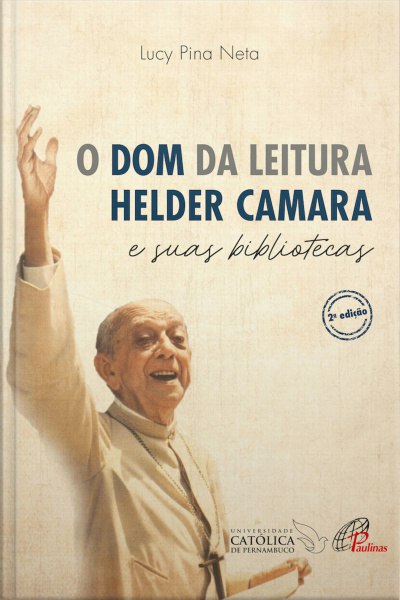 Lucy Pina Neta
O DOM DA LEITURA
HELDER CAMARA
e suas bibliotecas
2ª edição
UNIVERSIDADE
CATÓLICA
DE PERNAMBUCO
Paulinas